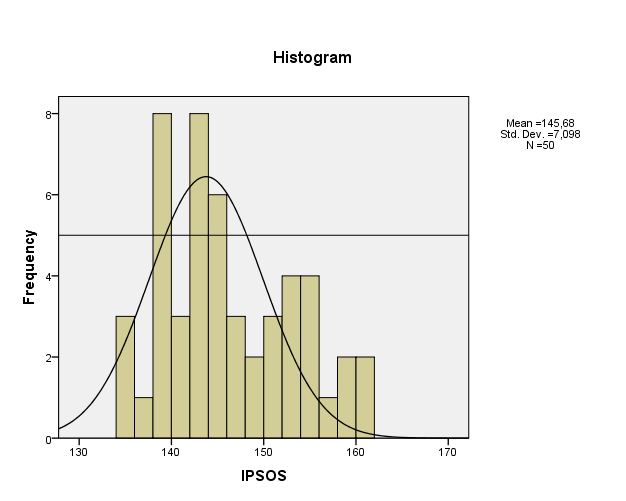 Histogram
Mean =145,68
Std. Dev. =7,098
N =50
Frequency
8
6
4
2
0
130 140 150 160 170
IPSOS